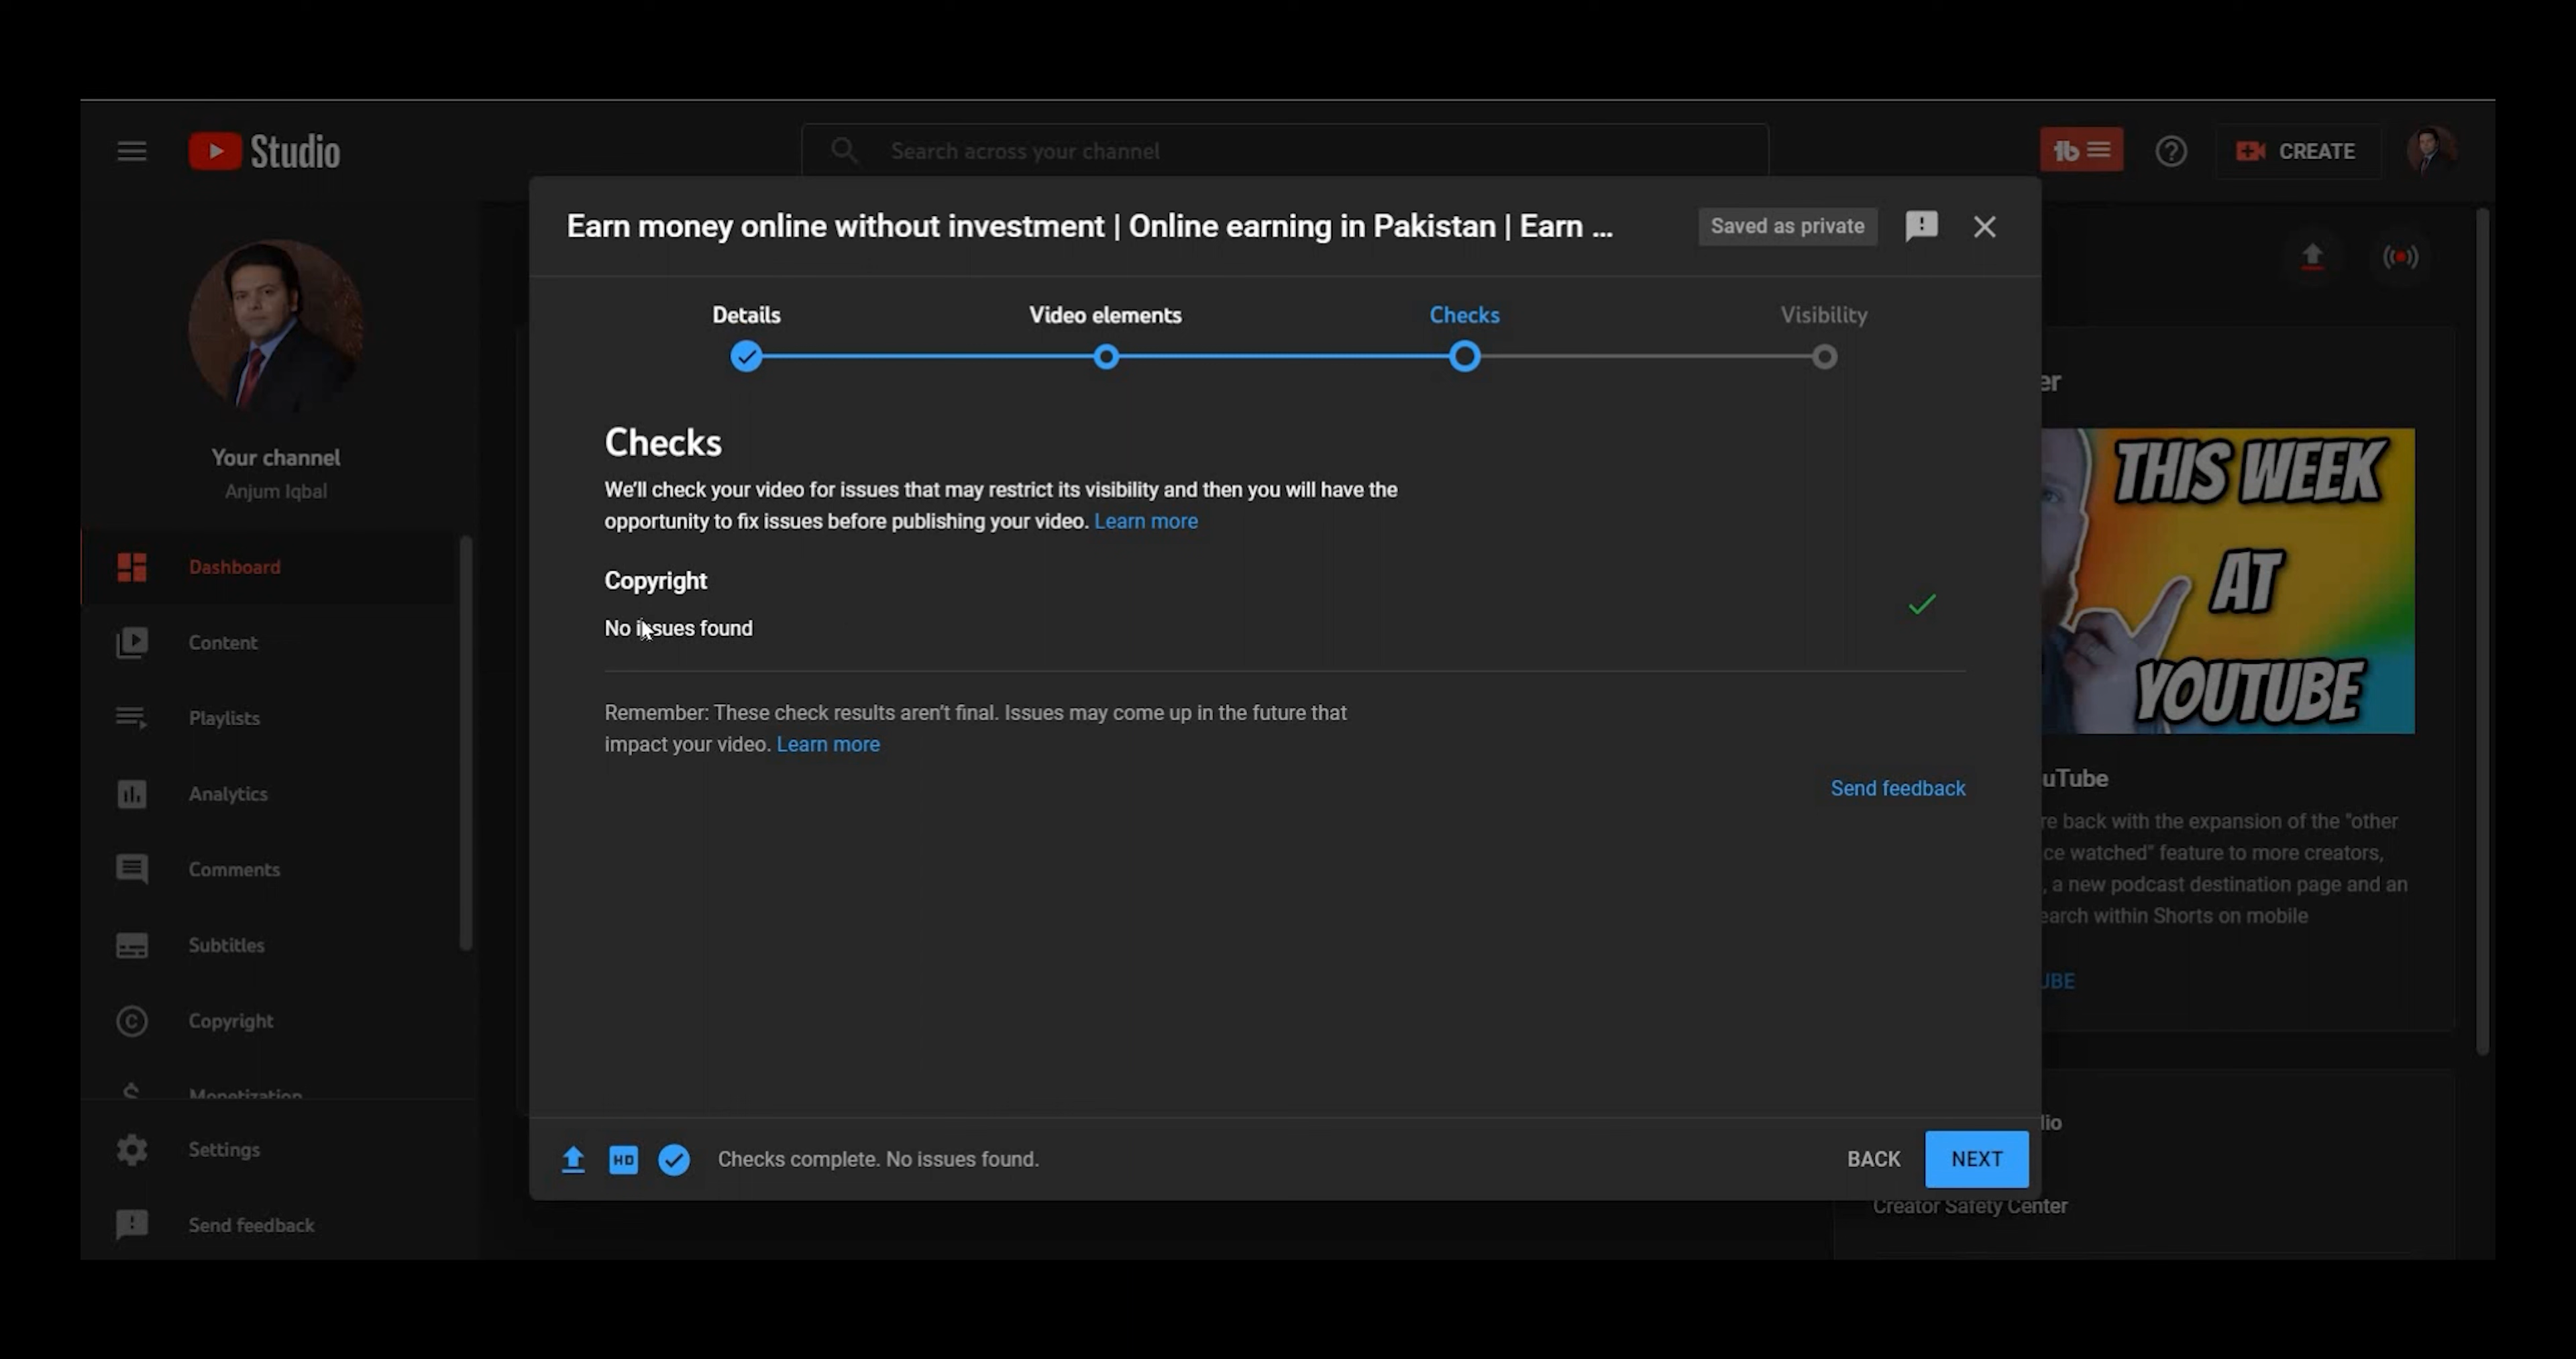 Studio
Search across your channel
CREATE
Earn money online without investment | Online earning in Pakistan | Earn ...
Saved as private
Details
Video elements
Checks
Visibility
Your channel
Anjum Iqbal
Dashboard
Content
Playlists
Analytics
Comments
Subtitles
Copyright
Monetization
Settings
Send feedback
Checks
We'll check your video for issues that may restrict its visibility and then you will have the
opportunity to fix issues before publishing your video. Learn more
Copyright
No issues found
Remember: These check results aren't final. Issues may come up in the future that
impact your video. Learn more
Send feedback
HD
Checks complete. No issues found.
BACK
NEXT
er
THIS WEEK
AT
YOUTUBE
uTube
re back with the expansion of the "other
ce watched" feature to more creators,
, a new podcast destination page and an
earch within Shorts on mobile
UBE
dio
Creator Safety Center